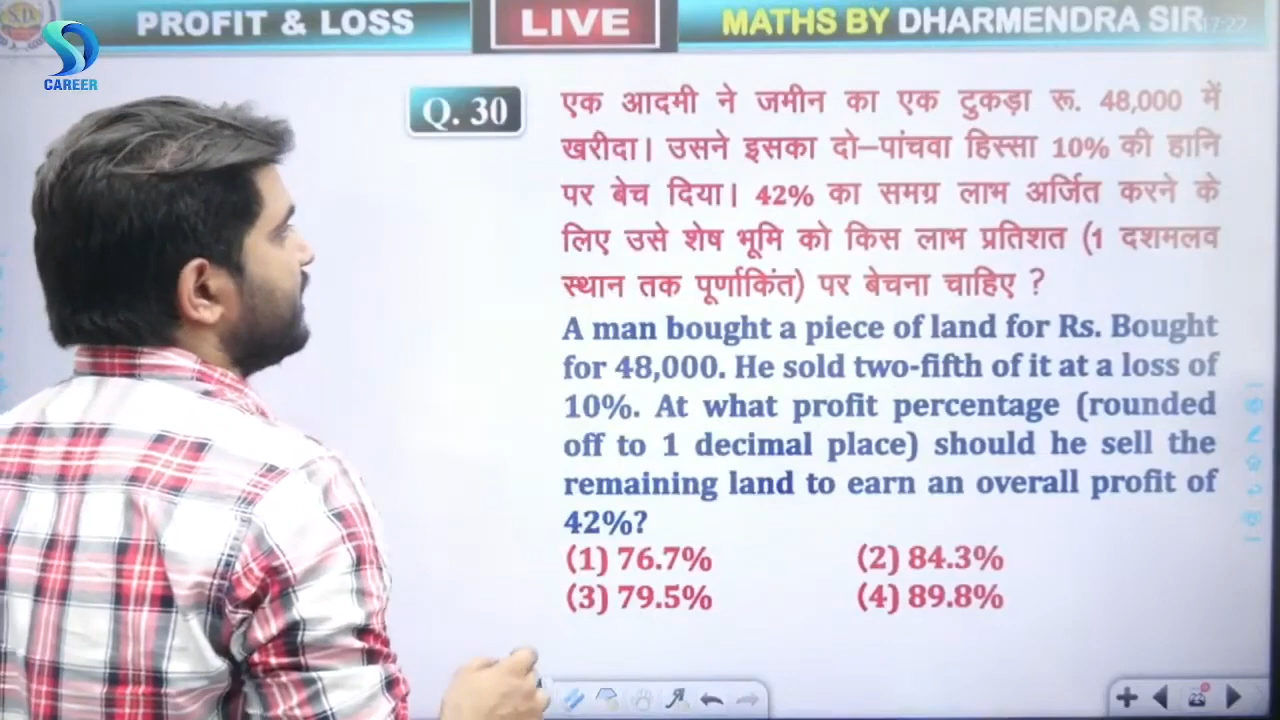 PROFIT & LOSS
LIVE
MATHS BY DHARMENDRA SIR
17:22
CAREER
Q. 30
एक आदमी ने जमीन का एक टुकड़ा रू. 48,000 में
खरीदा। उसने इसका दो–पांचवा हिस्सा 10% की हानि
पर बेच दिया। 42% का समग्र लाभ अर्जित करने के
लिए उसे शेष भूमि को किस लाभ प्रतिशत (1 दशमलव
स्थान तक पूर्णाकिंत) पर बेचना चाहिए ?
A man bought a piece of land for Rs. Bought
for 48,000. He sold two-fifth of it at a loss of
10%. At what profit percentage (rounded
off to 1 decimal place) should he sell the
remaining land to earn an overall profit of
42%?
(1) 76.7% (2) 84.3%
(3) 79.5% (4) 89.8%